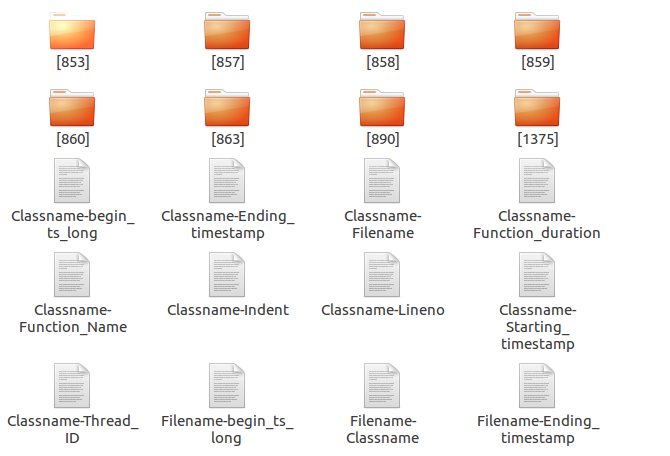 [853] [857] [858] [859]
[860] [863] [890] [1375]
Classname-begin_
ts_long
Classname-Ending_
timestamp
Classname-
Filename
Classname-
Function_duration
Classname-
Function_Name
Classname-Indent
Classname-Lineno
Classname-
Starting_
timestamp
Classname-Thread_
ID
Filename-begin_ts_
long
Filename-
Classname
Filename-Ending_
timestamp